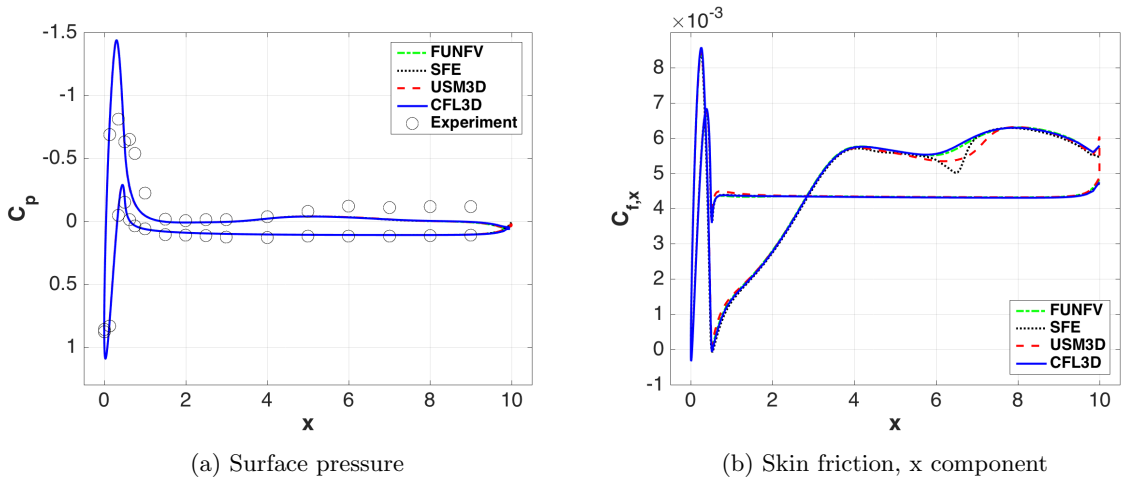 -1.5
-1
-0.5
0
0.5
1
0 2 4 6 8 10
x
C_p
FUNFV
SFE
USM3D
CFL3D
Experiment
(a) Surface pressure
×10^-3
8
7
6
5
4
3
2
1
0
-1
0 2 4 6 8 10
x
C_f,x
FUNFV
SFE
USM3D
CFL3D
(b) Skin friction, x component